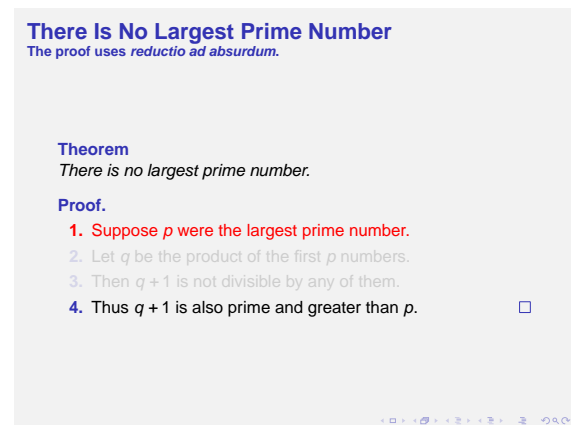 There Is No Largest Prime Number
The proof uses reductio ad absurdum.
Theorem
There is no largest prime number.
Proof.
1. Suppose p were the largest prime number.
2. Let q be the product of the first p numbers.
3. Then q + 1 is not divisible by any of them.
4. Thus q + 1 is also prime and greater than p.